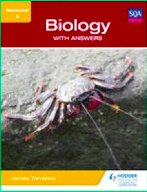 National
5
SQA
Biology
WITH ANSWERS
James Torrance
HODDER